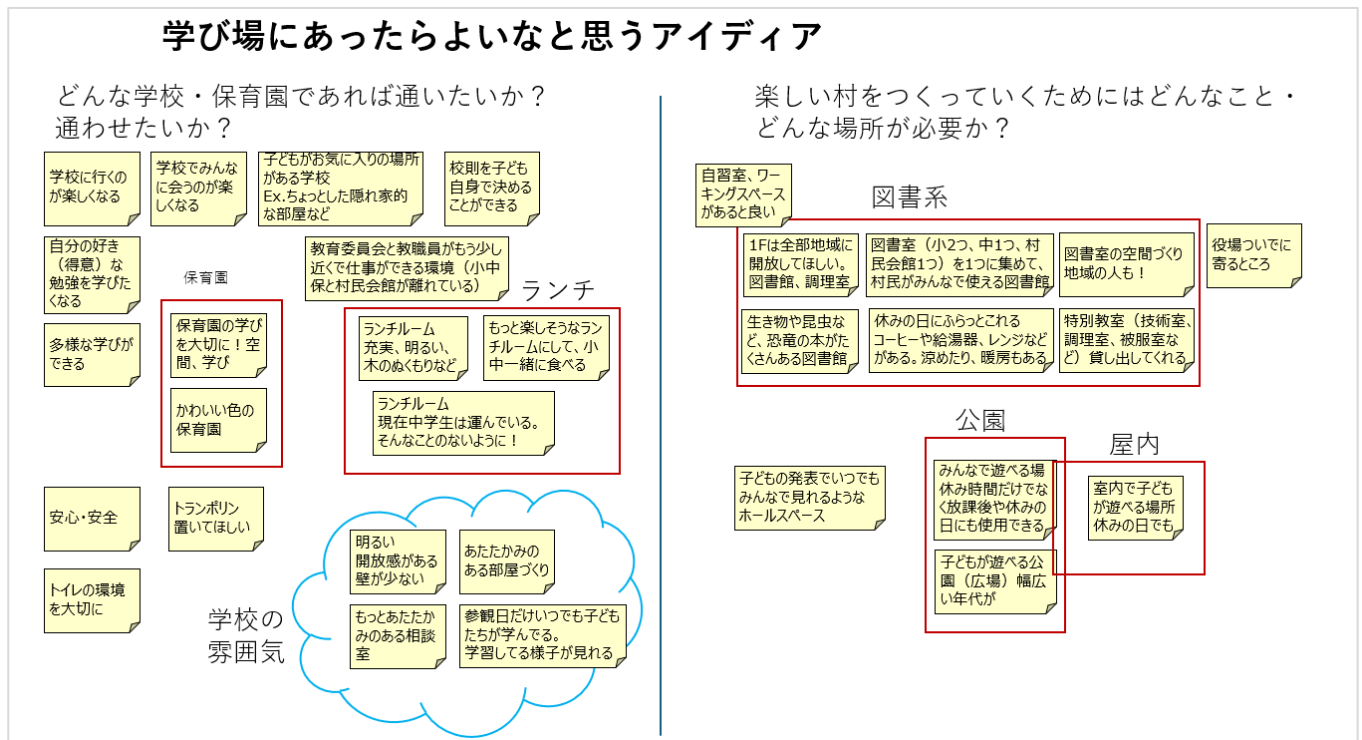 学び場にあったらよいなと思うアイディア
どんな学校・保育園であれば通いたいか？
通わせたいか？
学校に行くの
が楽しくなる
学校でみんな
に会うのが楽
しくなる
子どもがお気に入りの場所
がある学校
Ex.ちょっとした隠れ家的
な部屋など
校則を子ども
自身で決める
ことができる
自分の好き
（得意）な
勉強を学びた
くなる
教育委員会と教職員がもう少し
近くで仕事ができる環境（小中
保と村民会館が離れている）
多様な学びが
できる
保育園
保育園の学び
を大切に！空
間、学び
かわいい色の
保育園
ランチ
ランチルーム
充実、明るい、
木のぬくもりなど
もっと楽しそうなラン
チルームにして、小
中一緒に食べる
ランチルーム
現在中学生は運んでいる。
そんなことのないように！
安心・安全
トランポリン
置いてほしい
トイレの環境
を大切に
学校の
雰囲気
明るい
開放感がある
壁が少ない
あたたかみの
ある部屋づくり
もっとあたたか
みのある相談
室
参観日だけいつでも子ども
たちが学んでる。
学習してる様子が見れる
楽しい村をつくっていくためにはどんなこと・
どんな場所が必要か？
自習室、ワー
キングスペース
があると良い
図書系
1Fは全部地域に
開放してほしい。
図書館、調理室
図書室（小2つ、中1つ、村
民会館1つ）を1つに集めて、
村民がみんなで使える図書館
図書室の空間づくり
地域の人も！
役場ついでに
寄るところ
生き物や昆虫な
ど、恐竜の本がた
くさんある図書館
休みの日にふらっとこれる
コーヒーや給湯器、レンジなど
がある。涼めたり、暖房もある
特別教室（技術室、
調理室、被服室な
ど）貸し出してくれる
公園
みんなで遊べる場
休み時間だけでな
く放課後や休みの
日にも使用できる
子どもが遊べる公
園（広場）幅広
い年代が
屋内
室内で子ども
が遊べる場所
休みの日でも
子どもの発表でいつでも
みんなで見れるような
ホールスペース